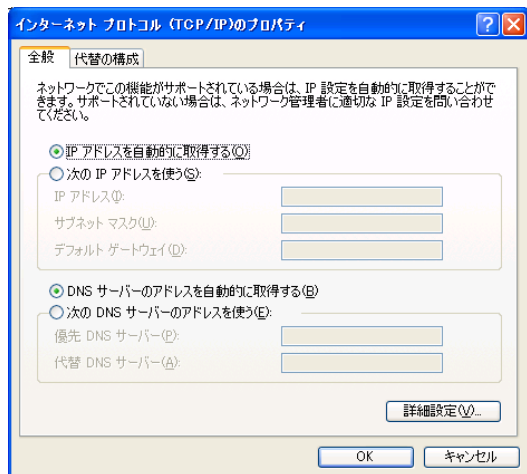 インターネット プロトコル (TCP/IP)のプロパティ
全般
代替の構成
ネットワークでこの機能がサポートされている場合は、IP 設定を自動的に取得することがで
きます。サポートされていない場合は、ネットワーク管理者に適切な IP 設定を問い合わせ
てください。
IP アドレスを自動的に取得する(O)
次の IP アドレスを使う(S):
IP アドレス(I):
サブネット マスク(U):
デフォルト ゲートウェイ(D):
DNS サーバーのアドレスを自動的に取得する(B)
次の DNS サーバーのアドレスを使う(E):
優先 DNS サーバー(P):
代替 DNS サーバー(A):
詳細設定(V)...
OK
キャンセル